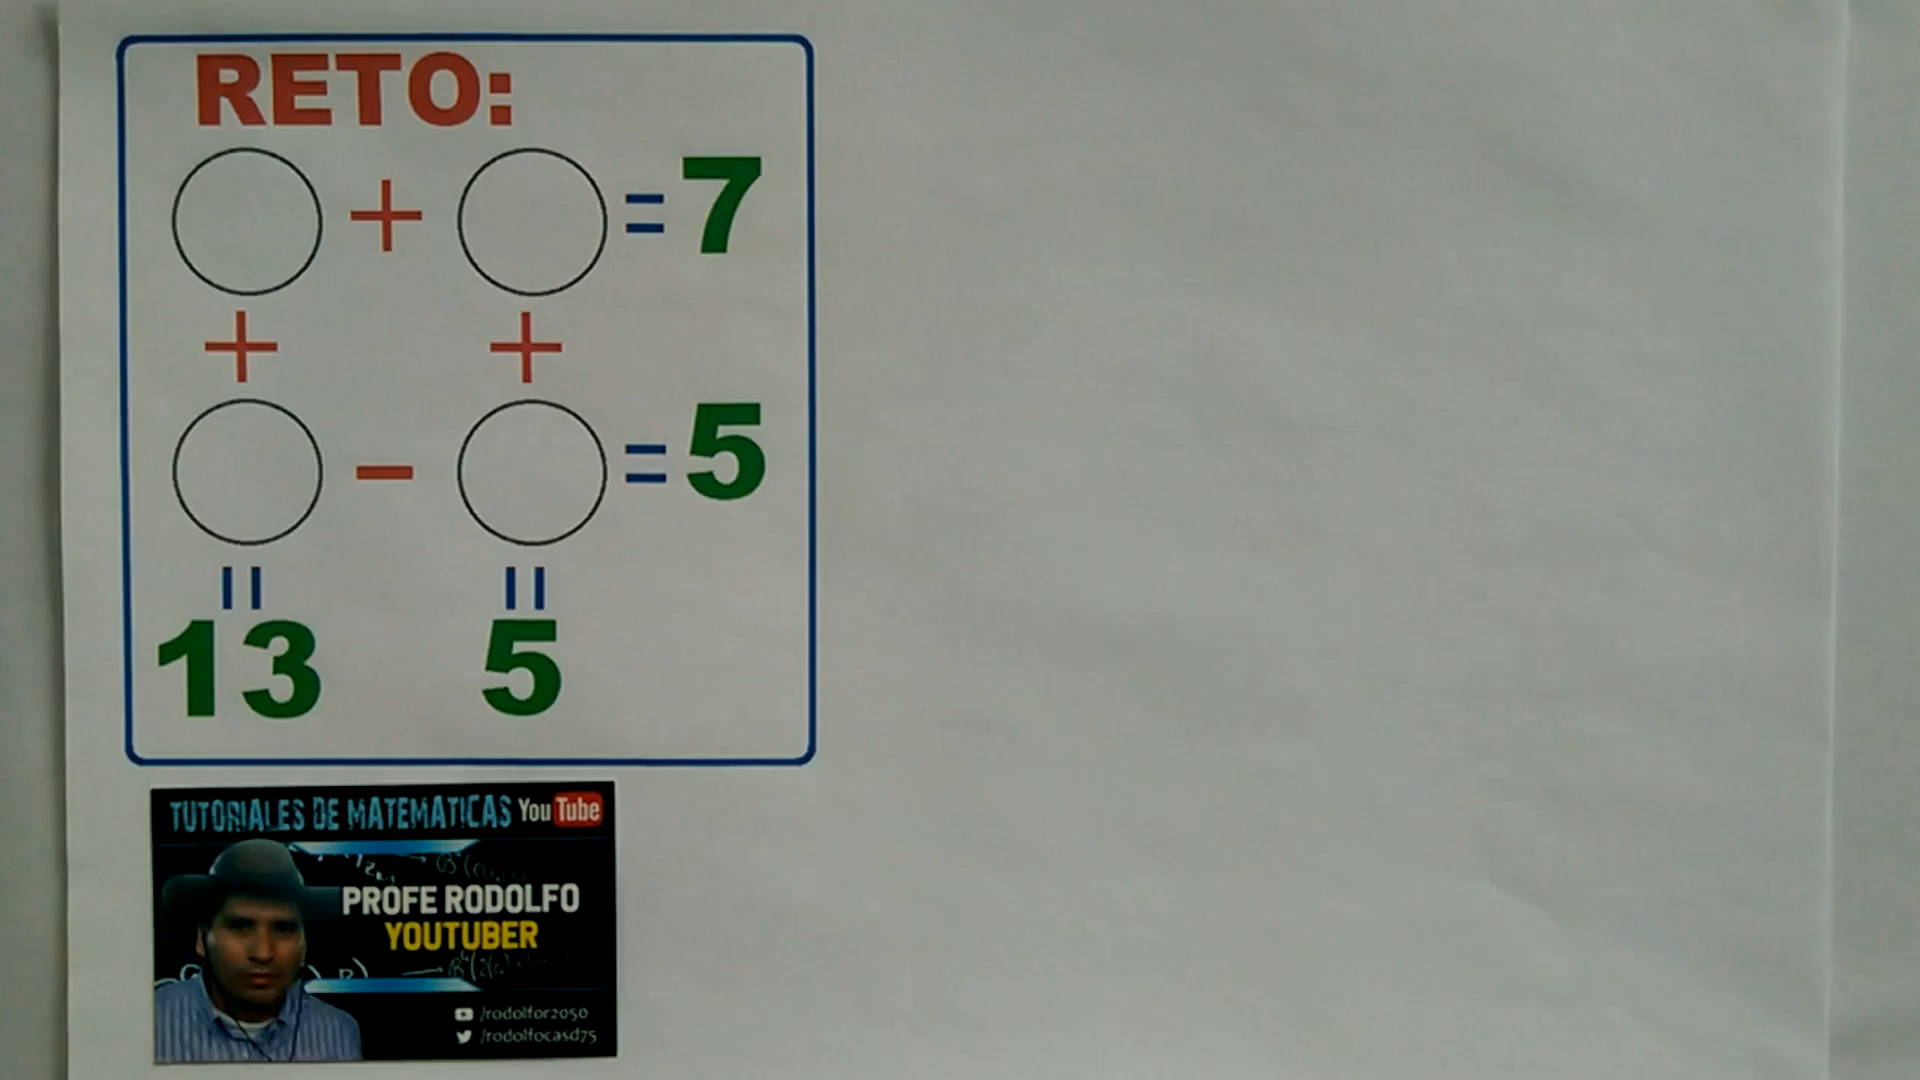 RETO:
+ = 7
+ +
- = 5
= =
13 5
TUTORIALES DE MATEMATICAS YouTube
PROFE RODOLFO
YOUTUBER
/rodolfor2050
/rodolfocasd75